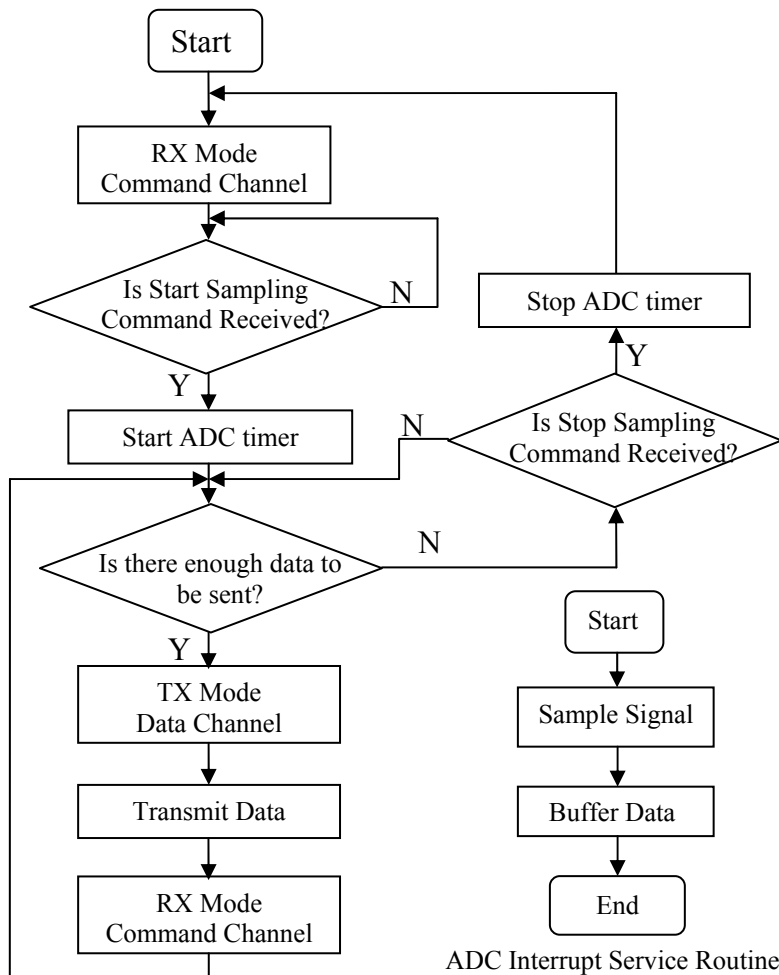 Start
RX Mode
Command Channel
Is Start Sampling
Command Received?
N
Y
Start ADC timer
Stop ADC timer
Y
Is Stop Sampling
Command Received?
N
Is there enough data to
be sent?
N
Y
TX Mode
Data Channel
Transmit Data
RX Mode
Command Channel
Start
Sample Signal
Buffer Data
End
ADC Interrupt Service Routine